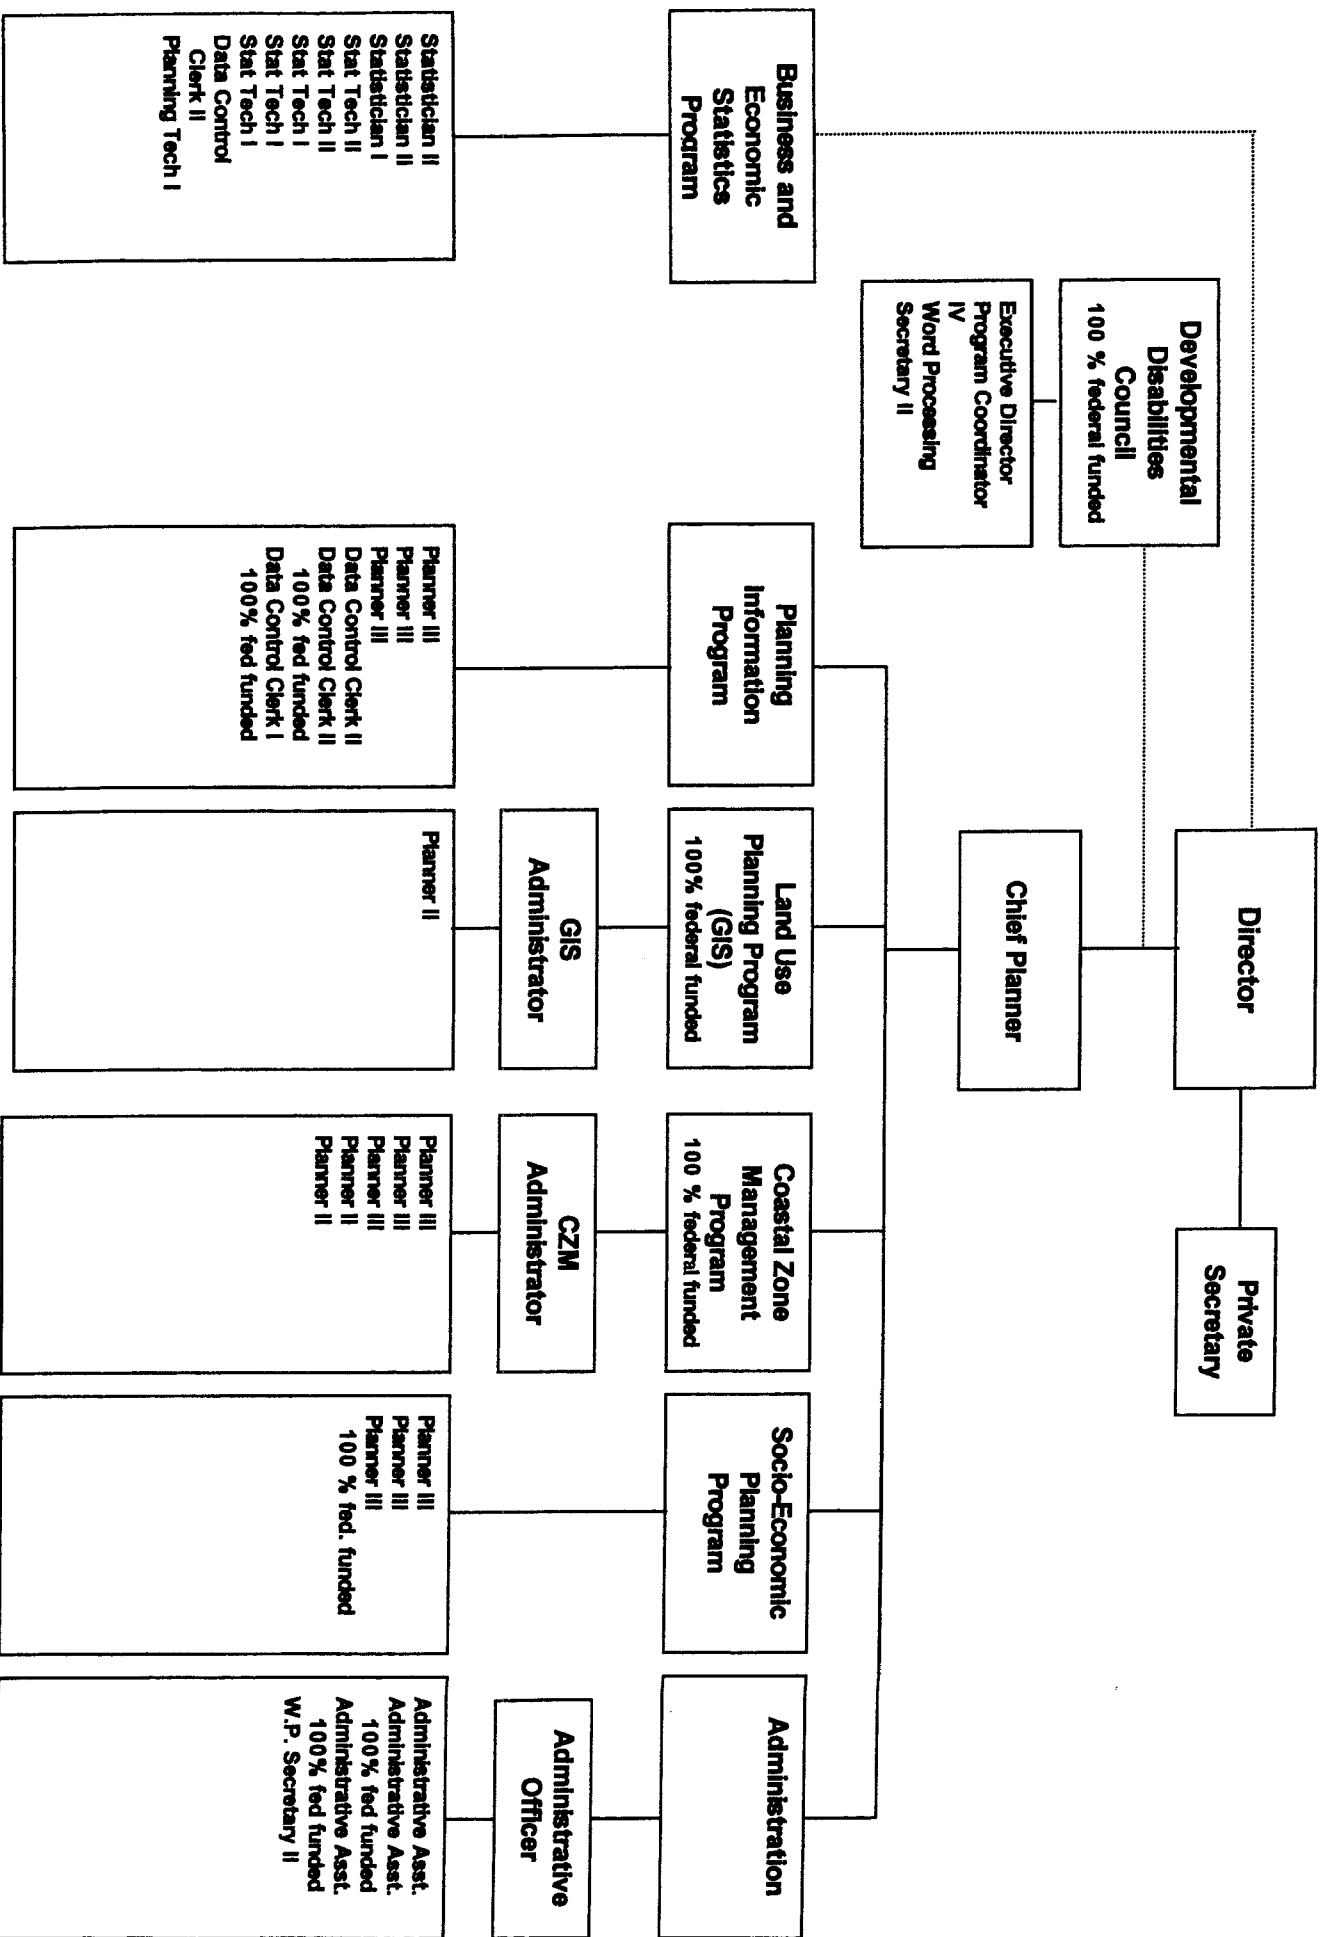 Director
Private
Secretary
Chief Planner
Developmental
Disabilities
Council
100 % federal funded
Executive Director
Program Coordinator
IV
Word Processing
Secretary II
Business and
Economic
Statistics
Program
Planning
Information
Program
Land Use
Planning Program
(GIS)
100% federal funded
Coastal Zone
Management
Program
100 % federal funded
Socio-Economic
Planning
Program
Administration
GIS
Administrator
CZM
Administrator
Administrative
Officer
Statistician II
Statistician II
Statistician I
Stat Tech II
Stat Tech II
Stat Tech I
Stat Tech I
Stat Tech I
Data Control
Clerk II
Planning Tech I
Planner III
Planner III
Planner III
Data Control Clerk II
Data Control Clerk II
100% fed funded
Data Control Clerk I
100% fed funded
Planner II
Planner III
Planner III
Planner III
Planner II
Planner II
Planner III
Planner III
Planner III
100 % fed. funded
Administrative Asst.
Administrative Asst.
100% fed funded
Administrative Asst.
100% fed funded
W.P. Secretary II